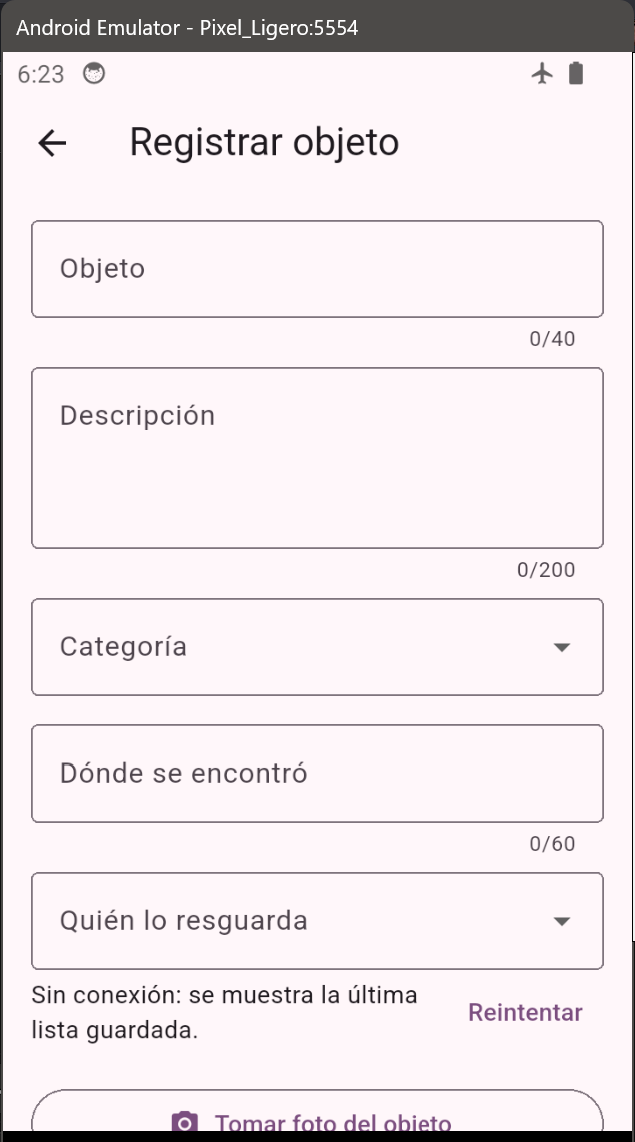 Android Emulator - Pixel_Ligero:5554
6:23
Registrar objeto
Objeto
0/40
Descripción
0/200
Categoría
Dónde se encontró
0/60
Quién lo resguarda
Sin conexión: se muestra la última
lista guardada.
Reintentar
Tomar foto del objeto